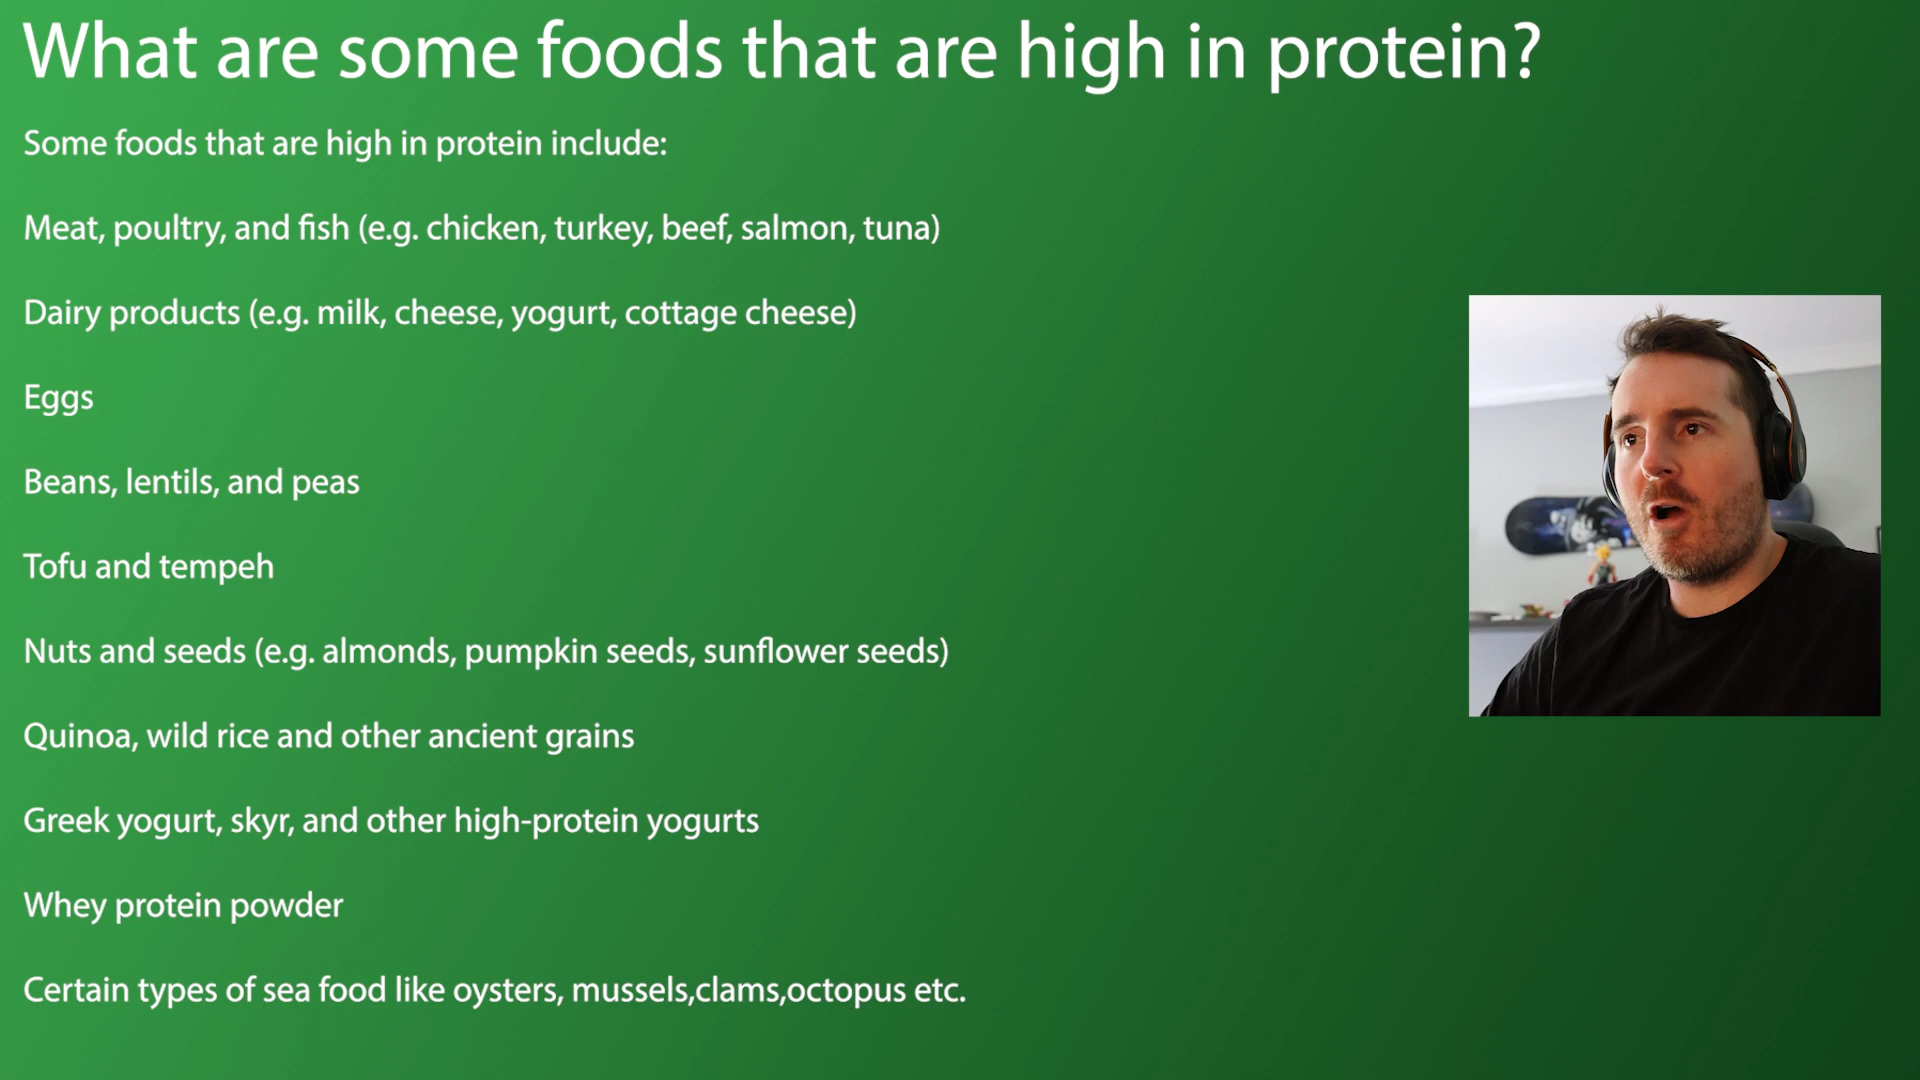 What are some foods that are high in protein?
Some foods that are high in protein include:
Meat, poultry, and fish (e.g. chicken, turkey, beef, salmon, tuna)
Dairy products (e.g. milk, cheese, yogurt, cottage cheese)
Eggs
Beans, lentils, and peas
Tofu and tempeh
Nuts and seeds (e.g. almonds, pumpkin seeds, sunflower seeds)
Quinoa, wild rice and other ancient grains
Greek yogurt, skyr, and other high-protein yogurts
Whey protein powder
Certain types of sea food like oysters, mussels,clams,octopus etc.